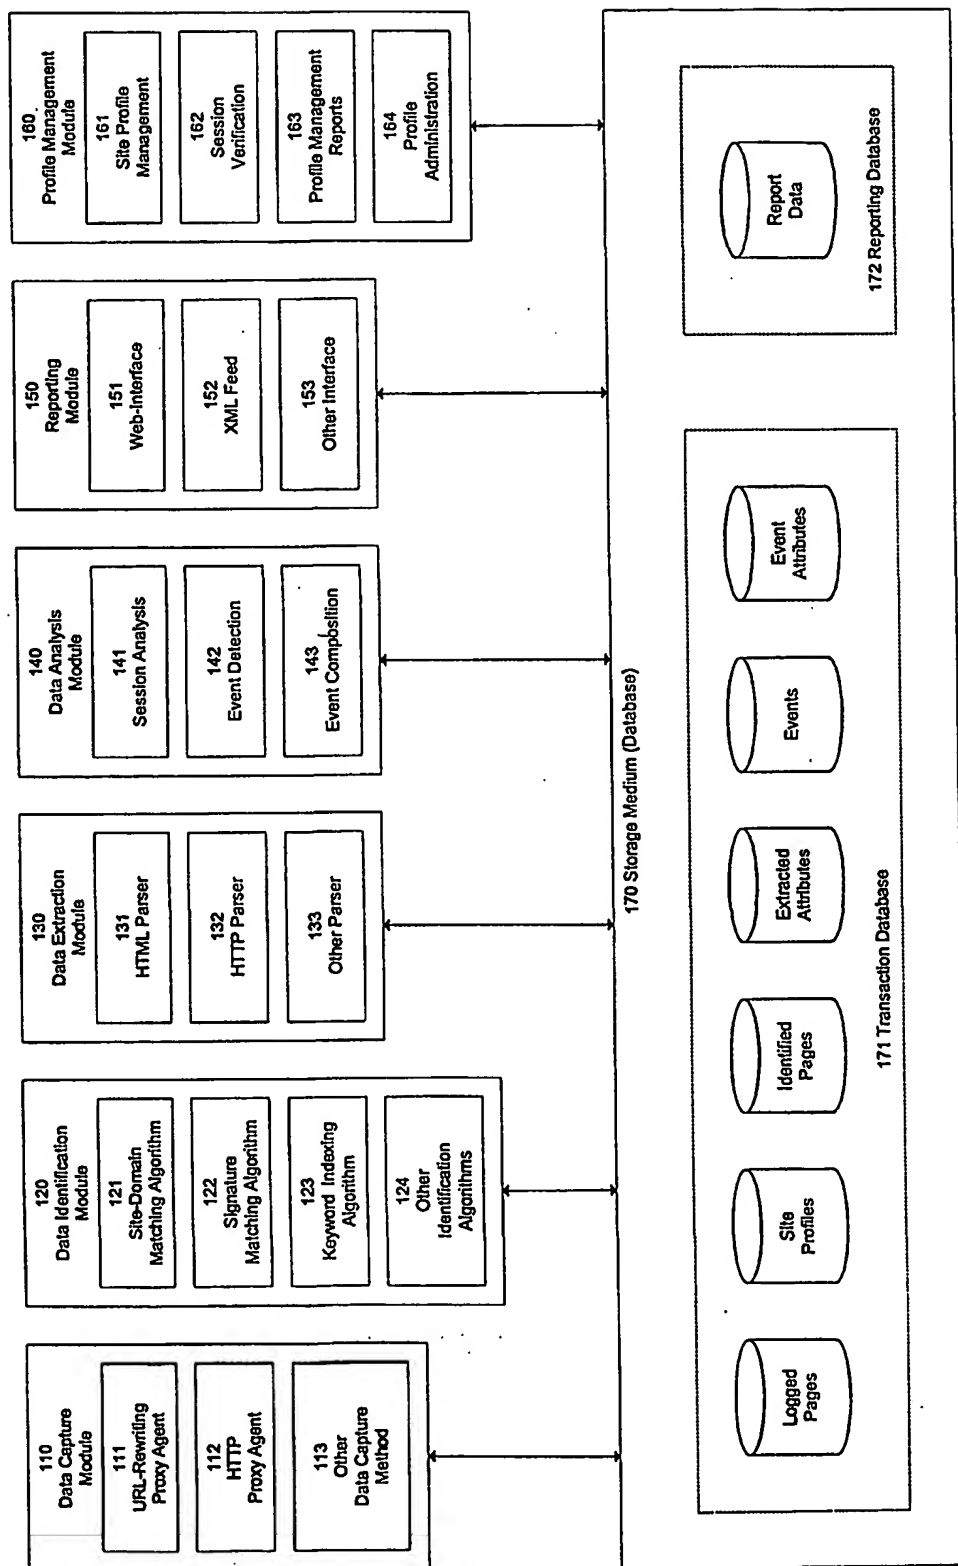 110
Data Capture
Module
111
URL-Rewriting
Proxy Agent
112
HTTP
Proxy Agent
113
Other
Data Capture
Method
120
Data Identification
Module
121
Site-Domain
Matching Algorithm
122
Signature
Matching Algorithm
123
Keyword Indexing
Algorithm
124
Other
Identification
Algorithms
130
Data Extraction
Module
131
HTML Parser
132
HTTP Parser
133
Other Parser
140
Data Analysis
Module
141
Session Analysis
142
Event Detection
143
Event Composition
150
Reporting
Module
151
Web-Interface
152
XML Feed
153
Other Interface
160
Profile Management
Module
161
Site Profile
Management
162
Session
Verification
163
Profile Management
Reports
164
Profile
Administration
170 Storage Medium (Database)
Logged
Pages
Site
Profiles
Identified
Pages
Extracted
Attributes
Events
Event
Attributes
171 Transaction Database
Report
Data
172 Reporting Database